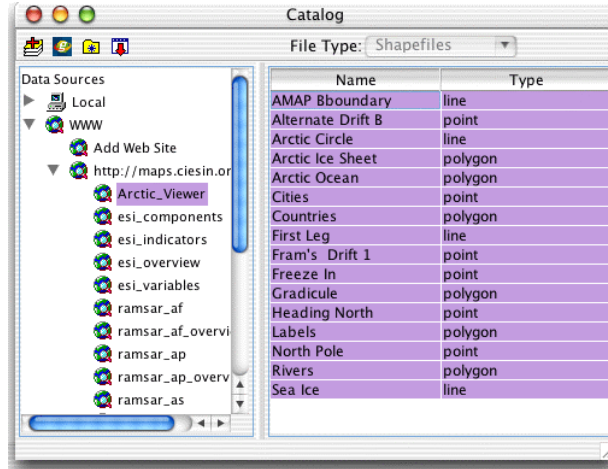 Catalog
File Type: Shapefiles
Data Sources
Local
WWW
Add Web Site
http://maps.ciesin.or
Arctic_Viewer
esi_components
esi_indicators
esi_overview
esi_variables
ramsar_af
ramsar_af_overvi
ramsar_ap
ramsar_ap_overv
ramsar_as
Name Type
AMAP Bboundary line
Alternate Drift B point
Arctic Circle line
Arctic Ice Sheet polygon
Arctic Ocean polygon
Cities point
Countries polygon
First Leg line
Fram's Drift 1 point
Freeze In point
Gradicule polygon
Heading North point
Labels polygon
North Pole point
Rivers polygon
Sea Ice line